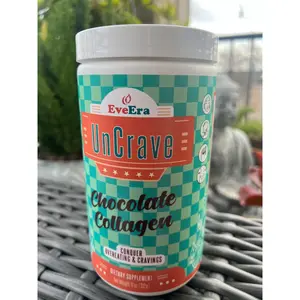 EveEra
UnCrave
Chocolate
Collagen
CONQUER
OVEREATING & CRAVINGS
DIETARY SUPPLEMENT